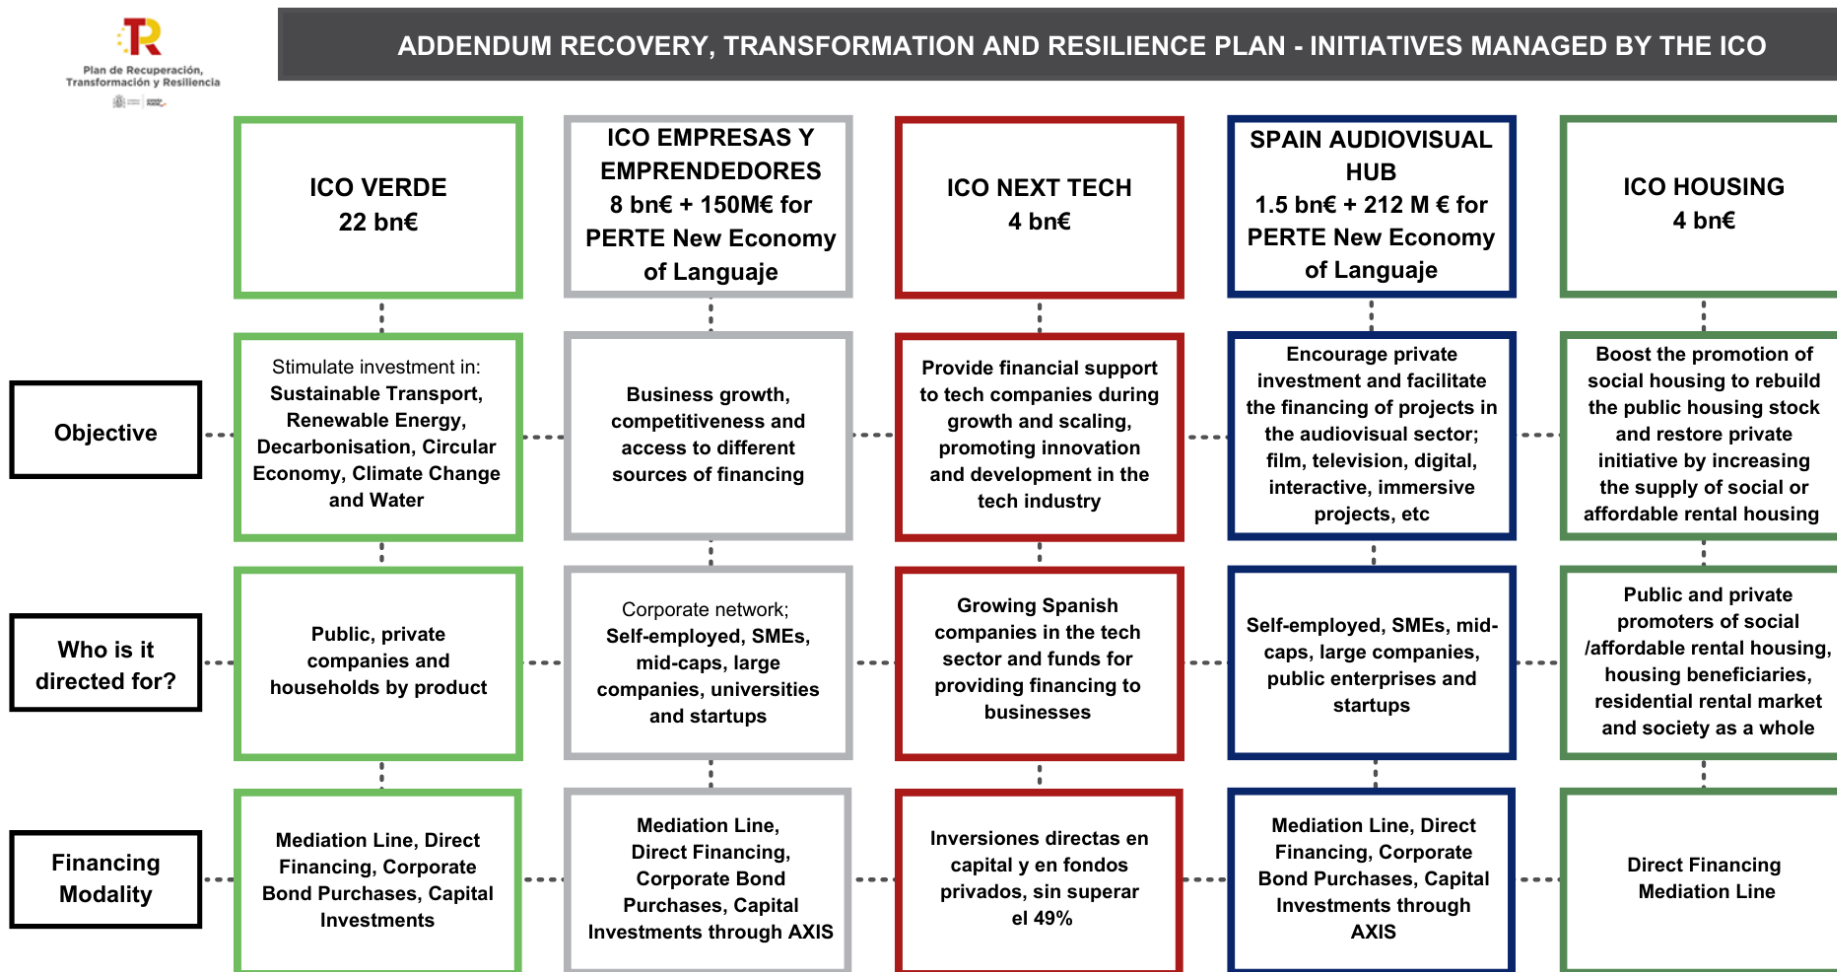 Plan de Recuperación,
Transformación y Resiliencia
ADDENDUM RECOVERY, TRANSFORMATION AND RESILIENCE PLAN - INITIATIVES MANAGED BY THE ICO
ICO VERDE
22 bn€
ICO EMPRESAS Y
EMPRENDEDORES
8 bn€ + 150M€ for
PERTE New Economy
of Languaje
ICO NEXT TECH
4 bn€
SPAIN AUDIOVISUAL
HUB
1.5 bn€ + 212 M € for
PERTE New Economy
of Languaje
ICO HOUSING
4 bn€
Objective
Stimulate investment in:
Sustainable Transport,
Renewable Energy,
Decarbonisation, Circular
Economy, Climate Change
and Water
Business growth,
competitiveness and
access to different
sources of financing
Provide financial support
to tech companies during
growth and scaling,
promoting innovation
and development in the
tech industry
Encourage private
investment and facilitate
the financing of projects in
the audiovisual sector;
film, television, digital,
interactive, immersive
projects, etc
Boost the promotion of
social housing to rebuild
the public housing stock
and restore private
initiative by increasing
the supply of social or
affordable rental housing
Who is it
directed for?
Public, private
companies and
households by product
Corporate network;
Self-employed, SMEs,
mid-caps, large
companies, universities
and startups
Growing Spanish
companies in the tech
sector and funds for
providing financing to
businesses
Self-employed, SMEs, mid-
caps, large companies,
public enterprises and
startups
Public and private
promoters of social
/affordable rental housing,
housing beneficiaries,
residential rental market
and society as a whole
Financing
Modality
Mediation Line, Direct
Financing, Corporate
Bond Purchases, Capital
Investments
Mediation Line,
Direct Financing,
Corporate Bond
Purchases, Capital
Investments through AXIS
Inversiones directas en
capital y en fondos
privados, sin superar
el 49%
Mediation Line, Direct
Financing, Corporate
Bond Purchases, Capital
Investments through
AXIS
Direct Financing
Mediation Line